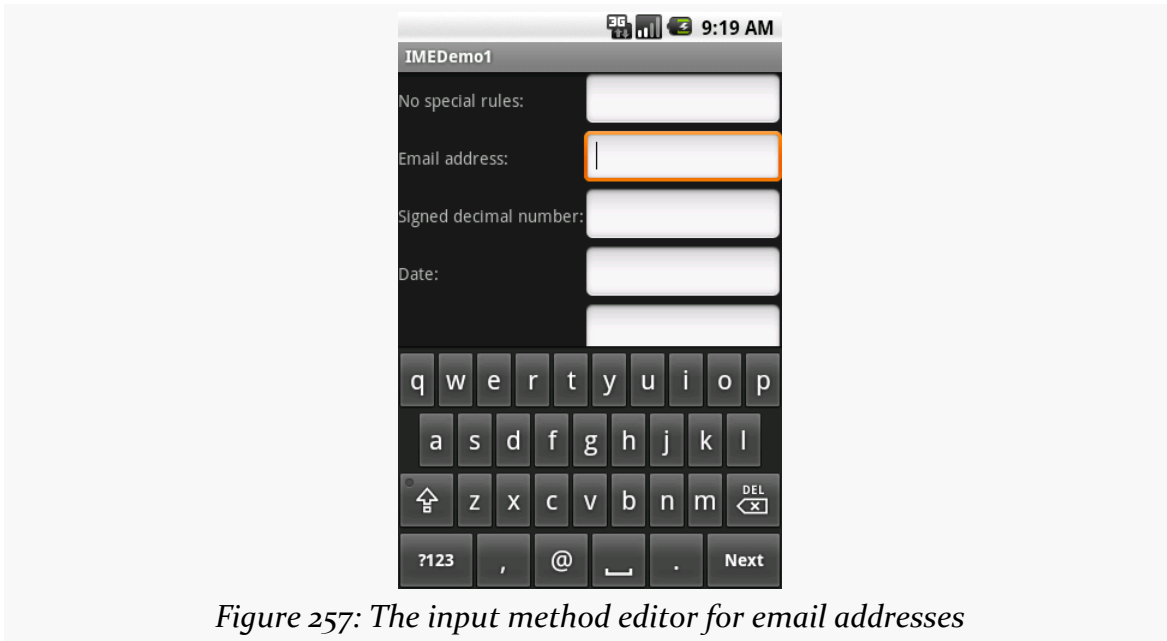 3G 9:19 AM
IMEDemo1
No special rules:
Email address:
Signed decimal number:
Date:
q w e r t y u i o p
a s d f g h j k l
z x c v b n m DEL
?123 , @ . Next
Figure 257: The input method editor for email addresses